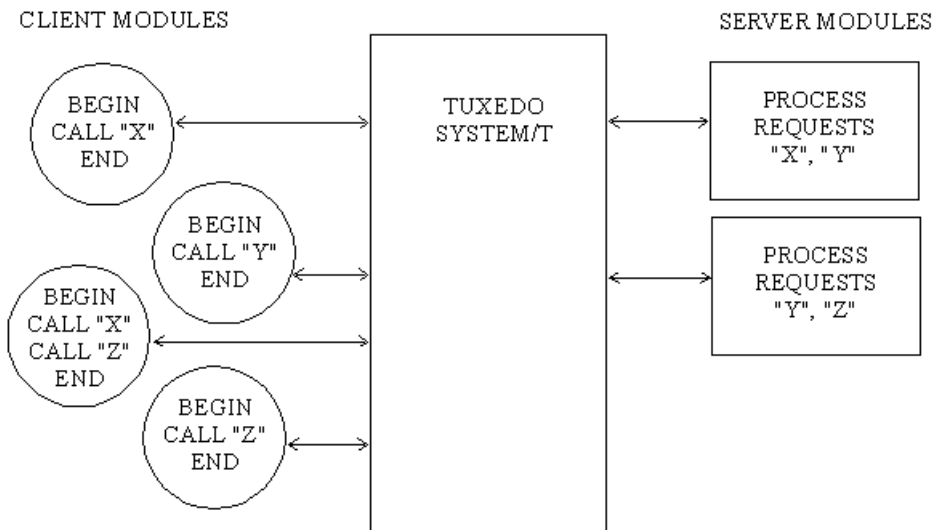 CLIENT MODULES
SERVER MODULES
BEGIN
CALL "X"
END
BEGIN
CALL "Y"
END
BEGIN
CALL "X"
CALL "Z"
END
BEGIN
CALL "Z"
END
TUXEDO
SYSTEM/T
PROCESS
REQUESTS
"X", "Y"
PROCESS
REQUESTS
"Y", "Z"